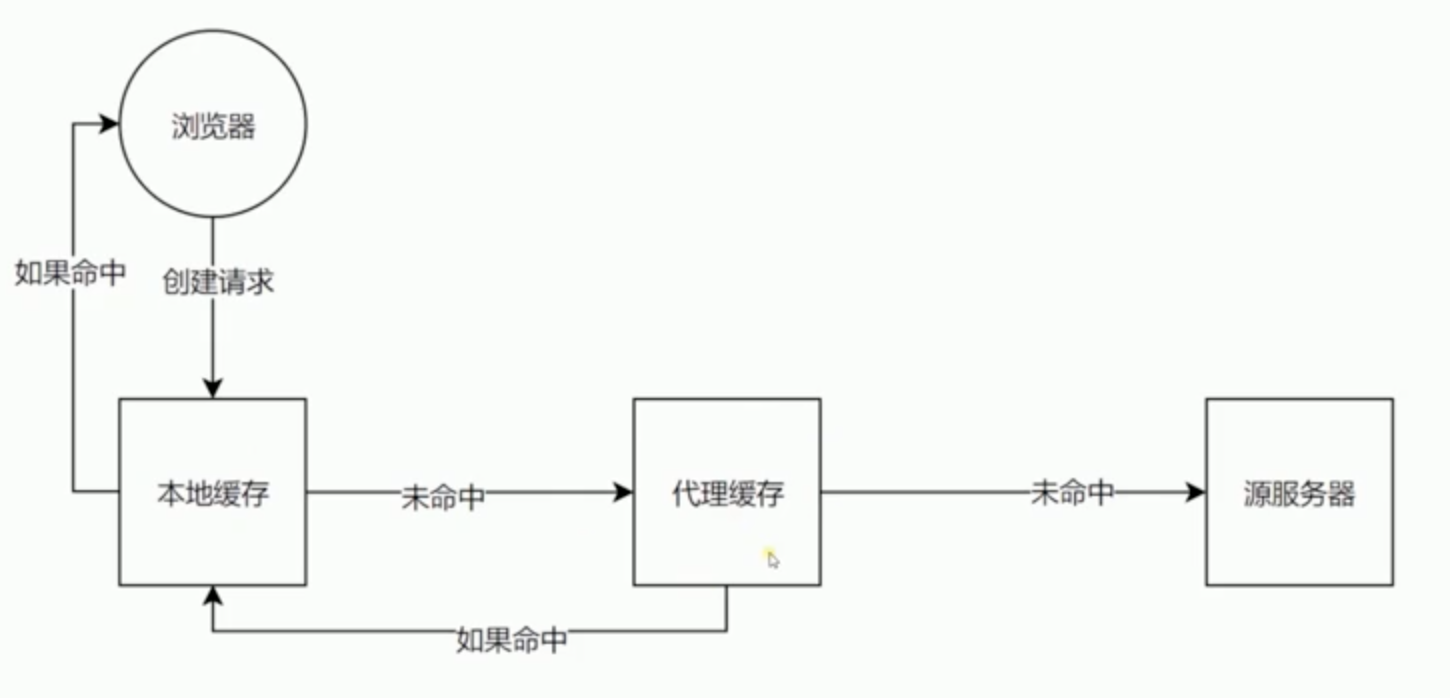 浏览器
如果命中
创建请求
本地缓存
未命中
代理缓存
未命中
源服务器
如果命中